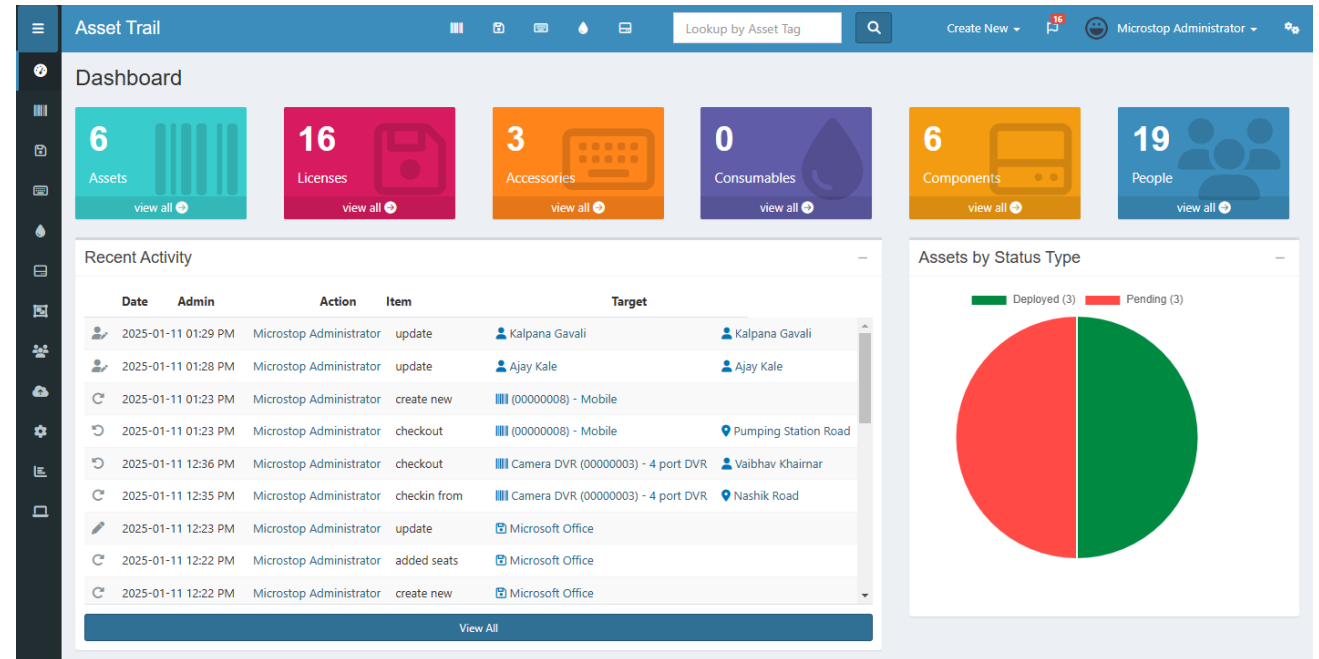 Asset Trail
Lookup by Asset Tag
Create New
16
Microstop Administrator
Dashboard
6
Assets
view all
16
Licenses
view all
3
Accessories
view all
0
Consumables
view all
6
Components
view all
19
People
view all
Recent Activity
Date Admin Action Item Target
2025-01-11 01:29 PM Microstop Administrator update Kalpana Gavali Kalpana Gavali
2025-01-11 01:28 PM Microstop Administrator update Ajay Kale Ajay Kale
2025-01-11 01:23 PM Microstop Administrator create new (00000008) - Mobile
2025-01-11 01:23 PM Microstop Administrator checkout (00000008) - Mobile Pumping Station Road
2025-01-11 12:36 PM Microstop Administrator checkout Camera DVR (00000003) - 4 port DVR Vaibhav Khairnar
2025-01-11 12:35 PM Microstop Administrator checkin from Camera DVR (00000003) - 4 port DVR Nashik Road
2025-01-11 12:23 PM Microstop Administrator update Microsoft Office
2025-01-11 12:22 PM Microstop Administrator added seats Microsoft Office
2025-01-11 12:22 PM Microstop Administrator create new Microsoft Office
View All
Assets by Status Type
Deployed (3) Pending (3)